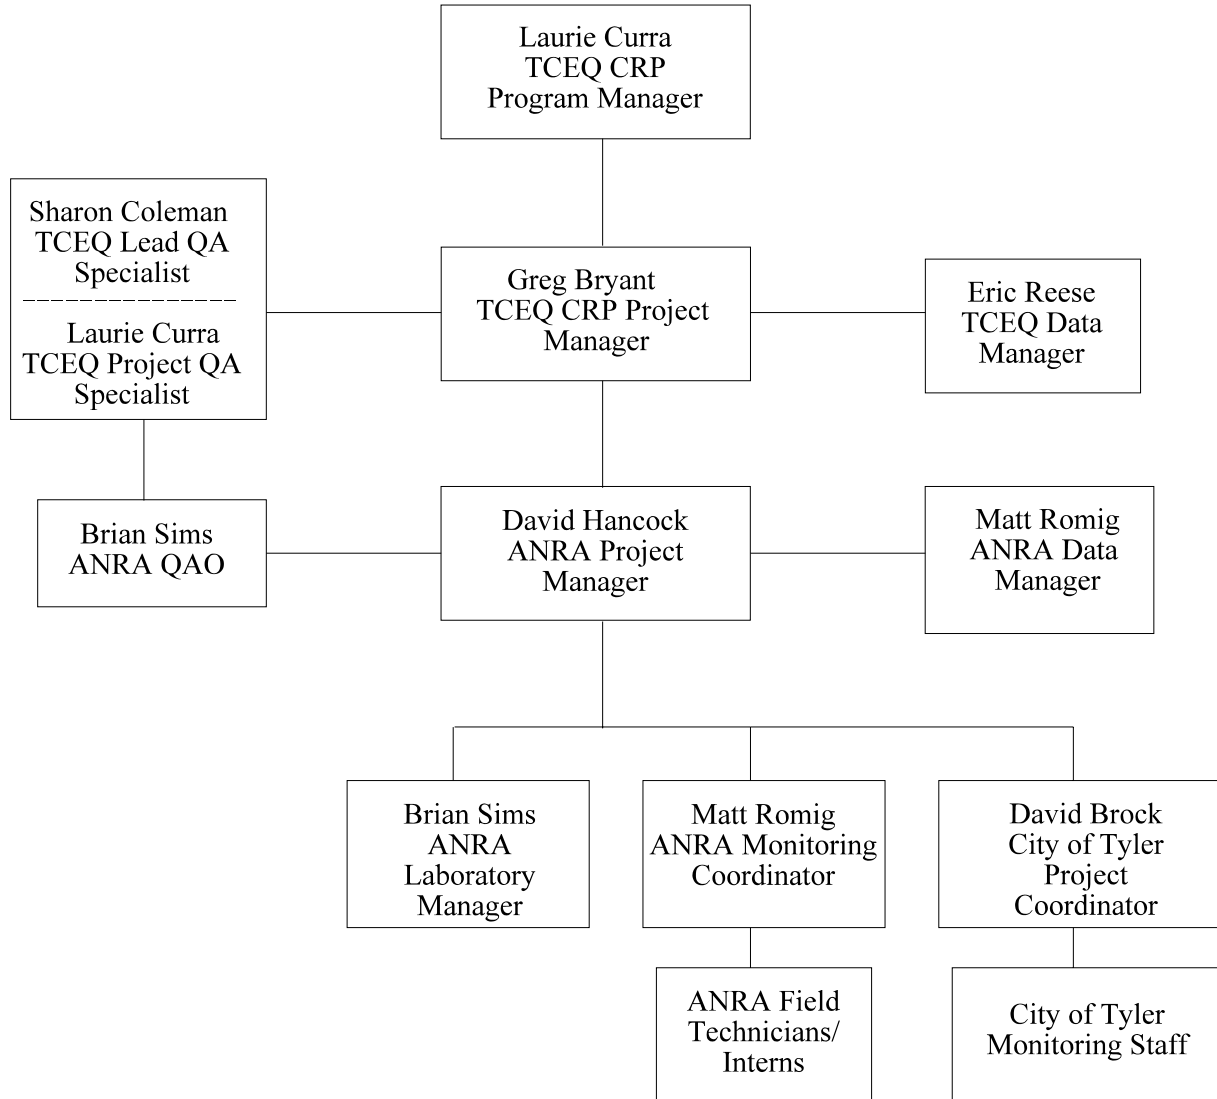 Laurie Curra
TCEQ CRP
Program Manager
Sharon Coleman
TCEQ Lead QA
Specialist
Laurie Curra
TCEQ Project QA
Specialist
Greg Bryant
TCEQ CRP Project
Manager
Eric Reese
TCEQ Data
Manager
Brian Sims
ANRA QAO
David Hancock
ANRA Project
Manager
Matt Romig
ANRA Data
Manager
Brian Sims
ANRA
Laboratory
Manager
Matt Romig
ANRA Monitoring
Coordinator
David Brock
City of Tyler
Project
Coordinator
ANRA Field
Technicians/
Interns
City of Tyler
Monitoring Staff